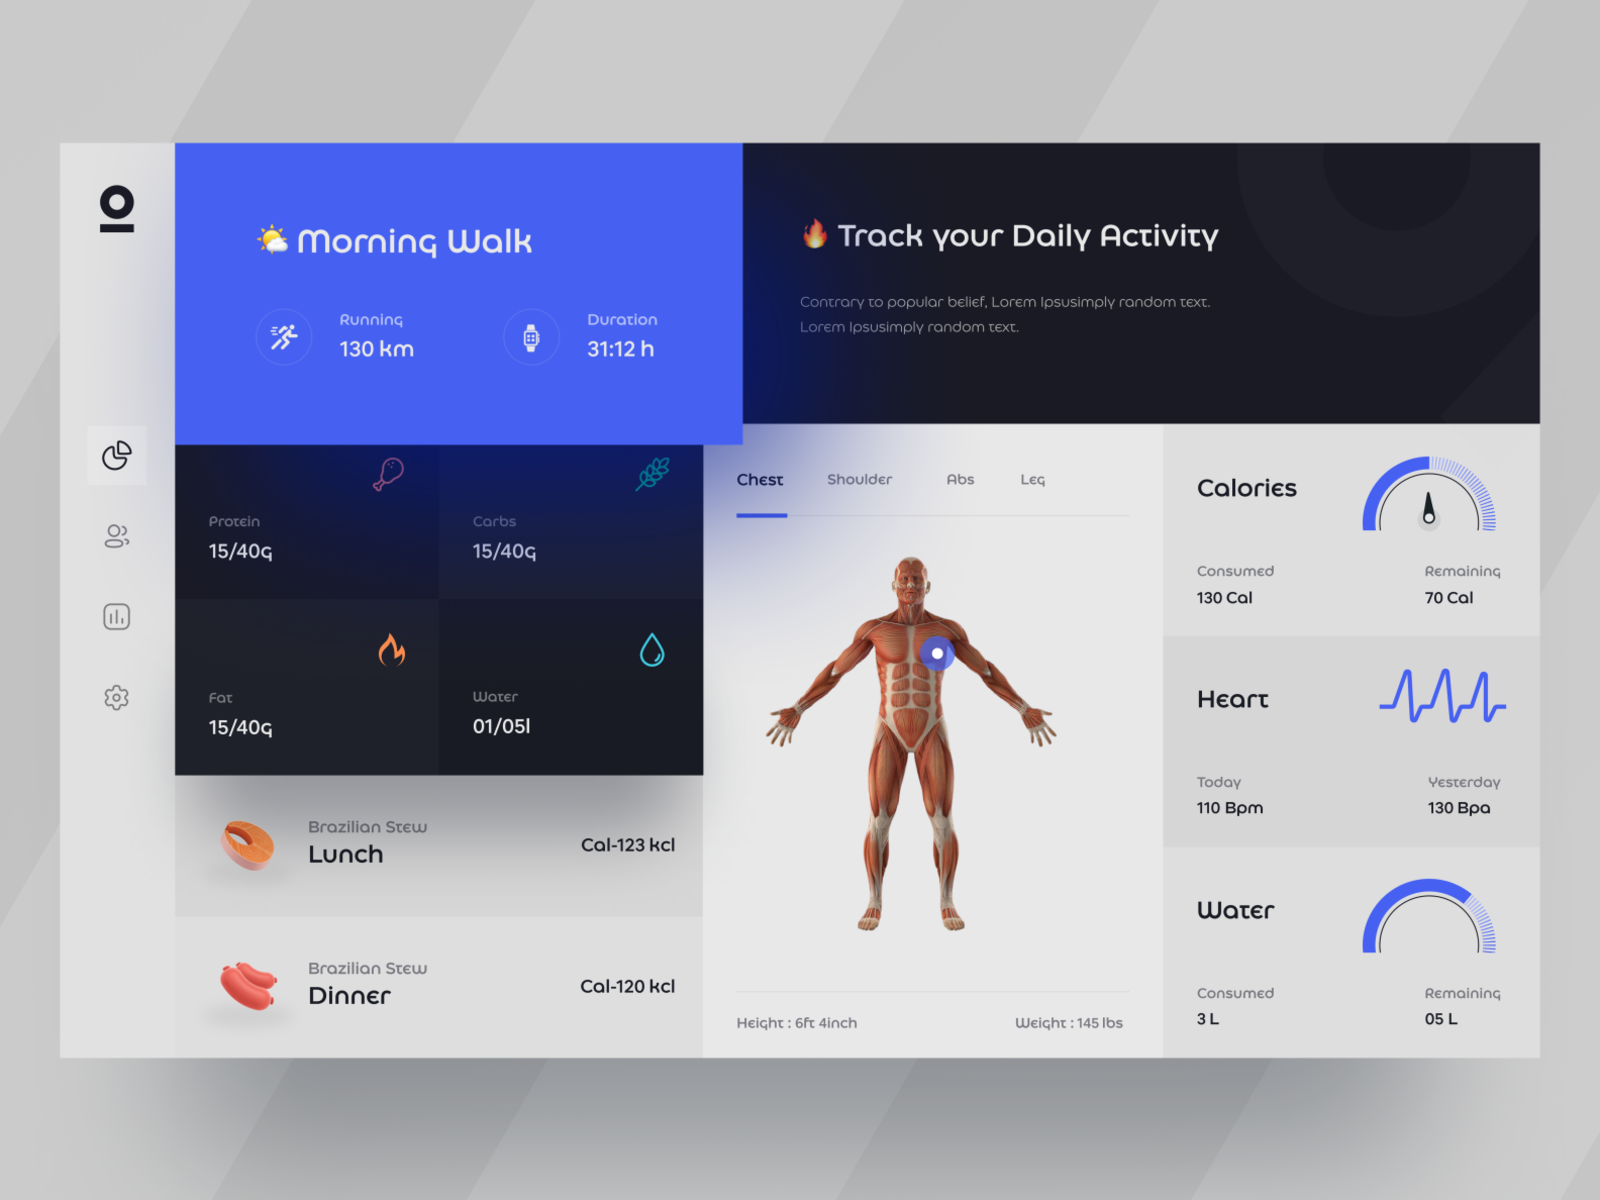 Morning Walk
Running
130 km
Duration
31:12 h
Track your Daily Activity
Contrary to popular belief, Lorem Ipsusimply random text.
Lorem Ipsusimply random text.
Protein
15/40g
Carbs
15/40g
Fat
15/40g
Water
01/05l
Brazilian Stew
Lunch
Cal-123 kcl
Brazilian Stew
Dinner
Cal-120 kcl
Chest
Shoulder
Abs
Leg
Height : 6ft 4inch
Weight : 145 lbs
Calories
Consumed
130 Cal
Remaining
70 Cal
Heart
Today
110 Bpm
Yesterday
130 Bpa
Water
Consumed
3 L
Remaining
05 L